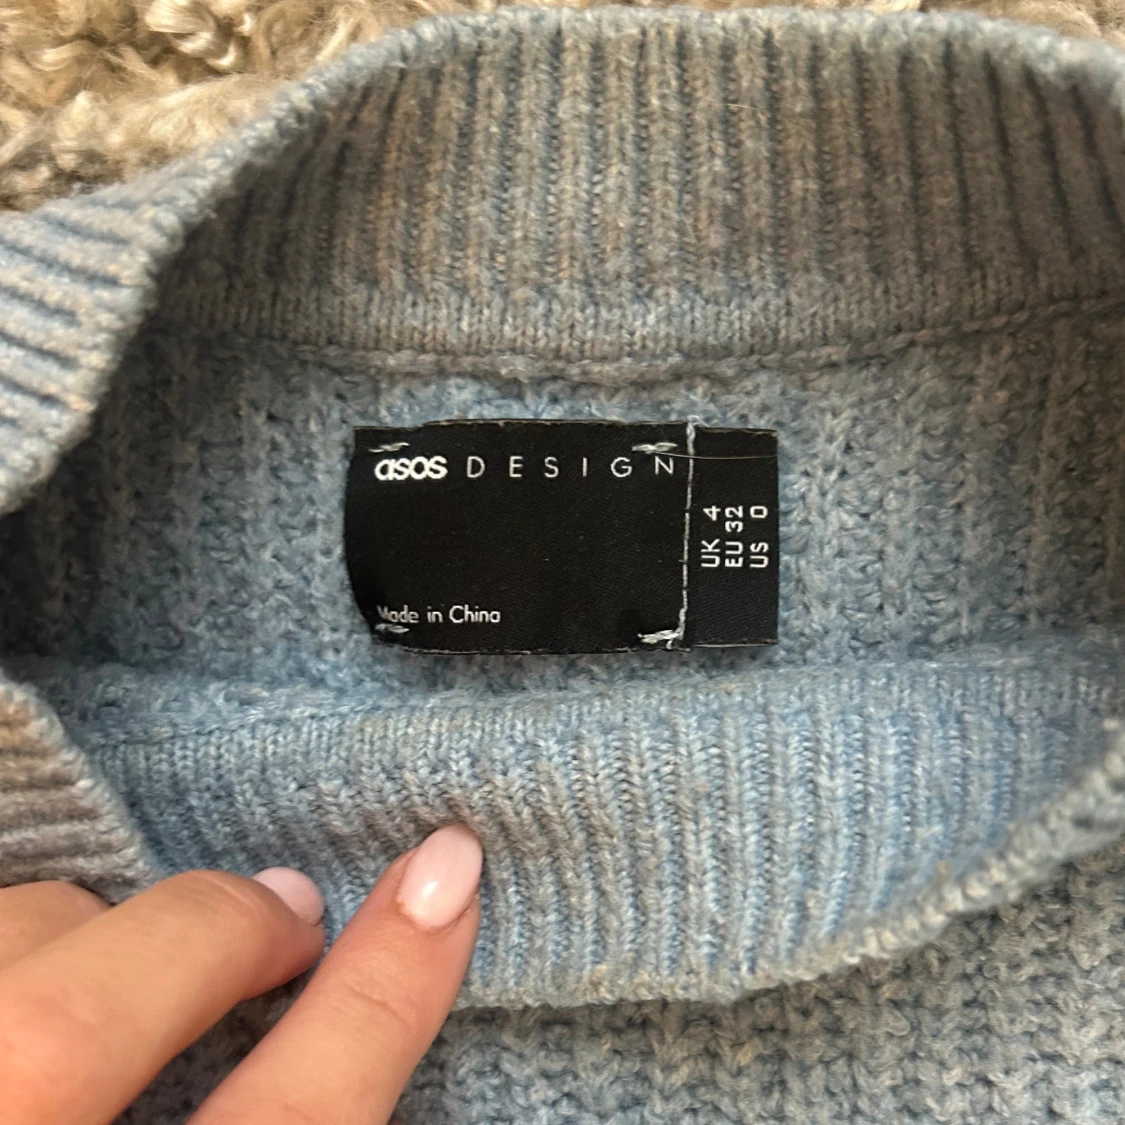 asos DESIGN
Made in China
UK 4
EU 32
US 0